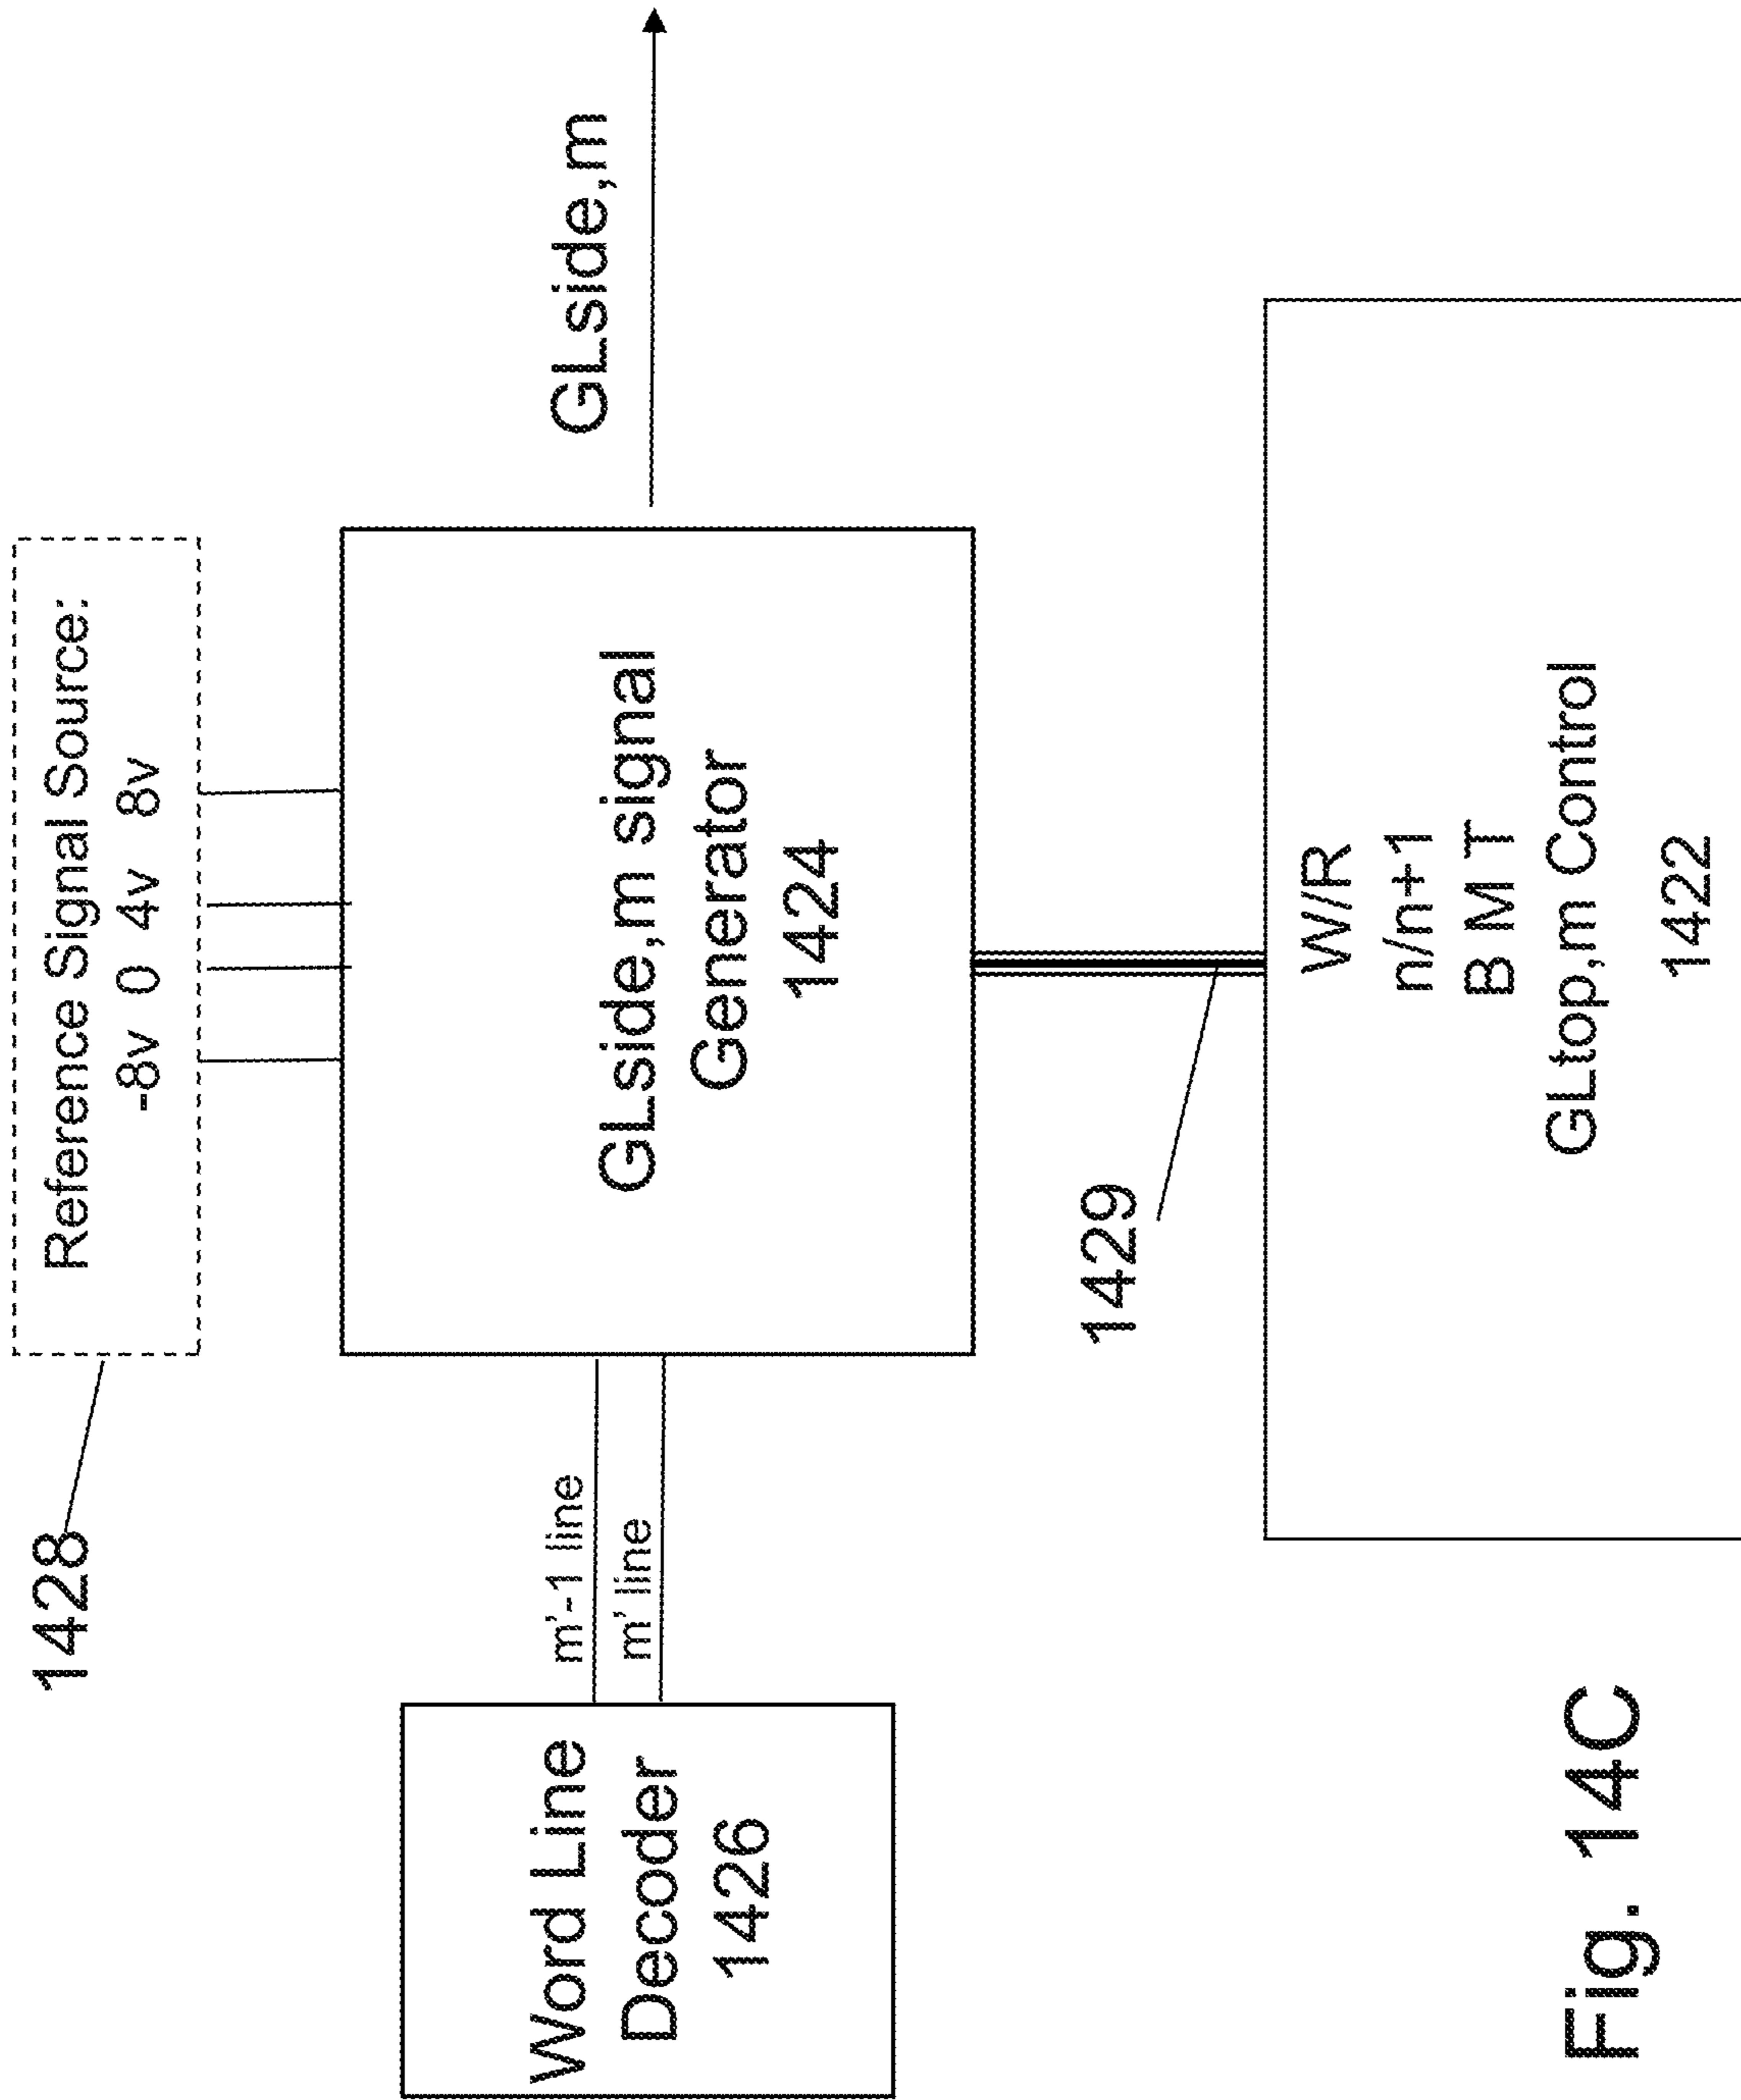 1428
Reference Signal Source:
-8v 0 4v 8v
Word Line
Decoder
1426
m'-1 line
m' line
GLside,m signal
Generator
1424
GLside,m
1429
W/R
n/n+1
B M T
GLtop,m Control
1422
Fig. 14C